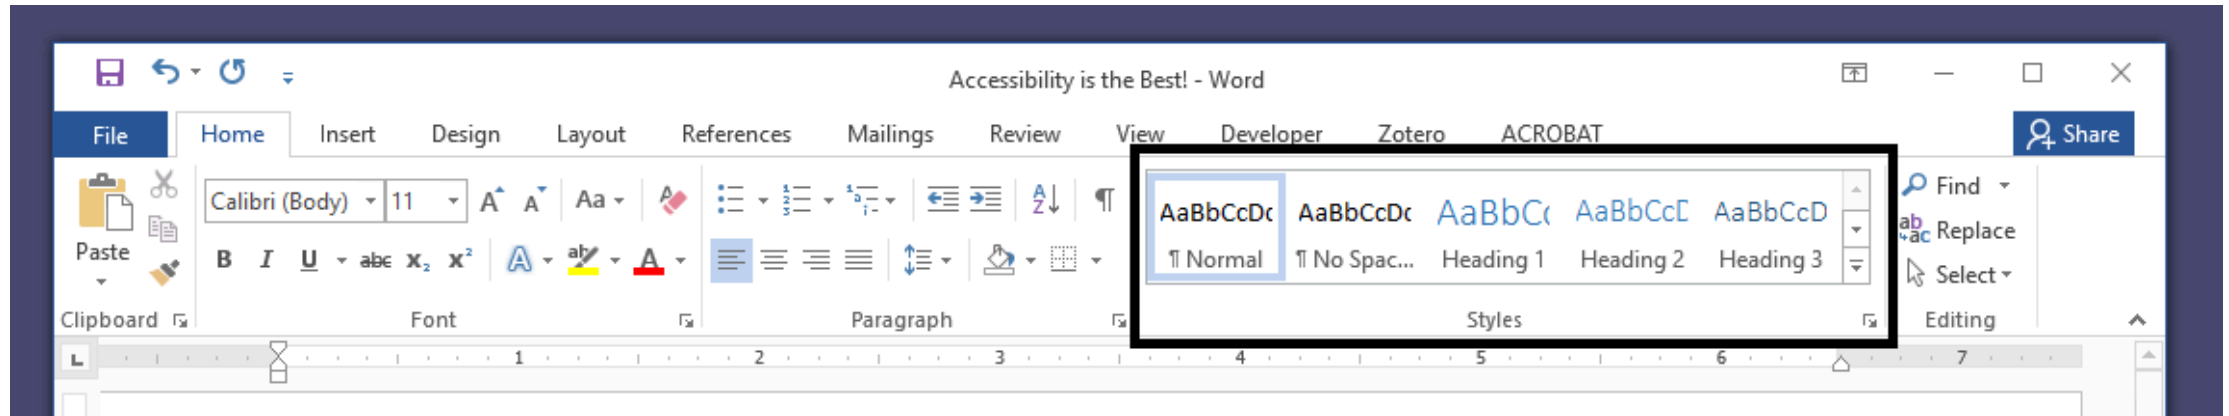 Accessibility is the Best! - Word
File Home Insert Design Layout References Mailings Review View Developer Zotero ACROBAT Share
Calibri (Body) 11 A A Aa A
AaBbCcDc AaBbCcDc AaBbC AaBbCcE AaBbCcD
Find
Replace
Paste
B I U abc x₂ x² A ab A
¶ Normal ¶ No Spac... Heading 1 Heading 2 Heading 3
Select
Clipboard Font Paragraph Styles Editing
L 1 2 3 4 5 6 7